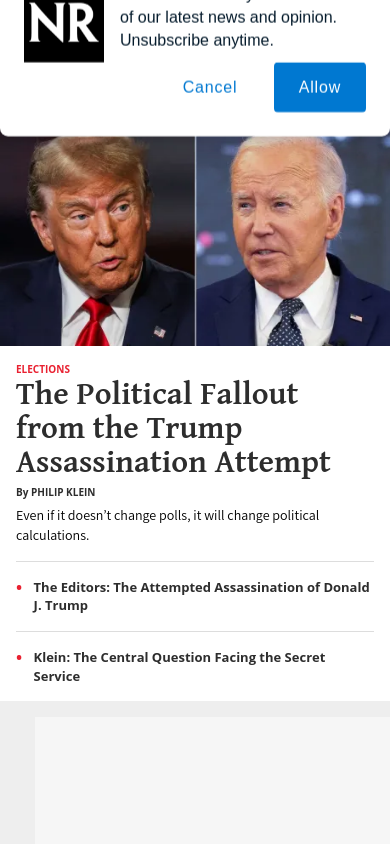 NR
of our latest news and opinion.
Unsubscribe anytime.
Cancel
Allow
ELECTIONS
The Political Fallout
from the Trump
Assassination Attempt
By PHILIP KLEIN
Even if it doesn’t change polls, it will change political
calculations.
The Editors: The Attempted Assassination of Donald
J. Trump
Klein: The Central Question Facing the Secret
Service